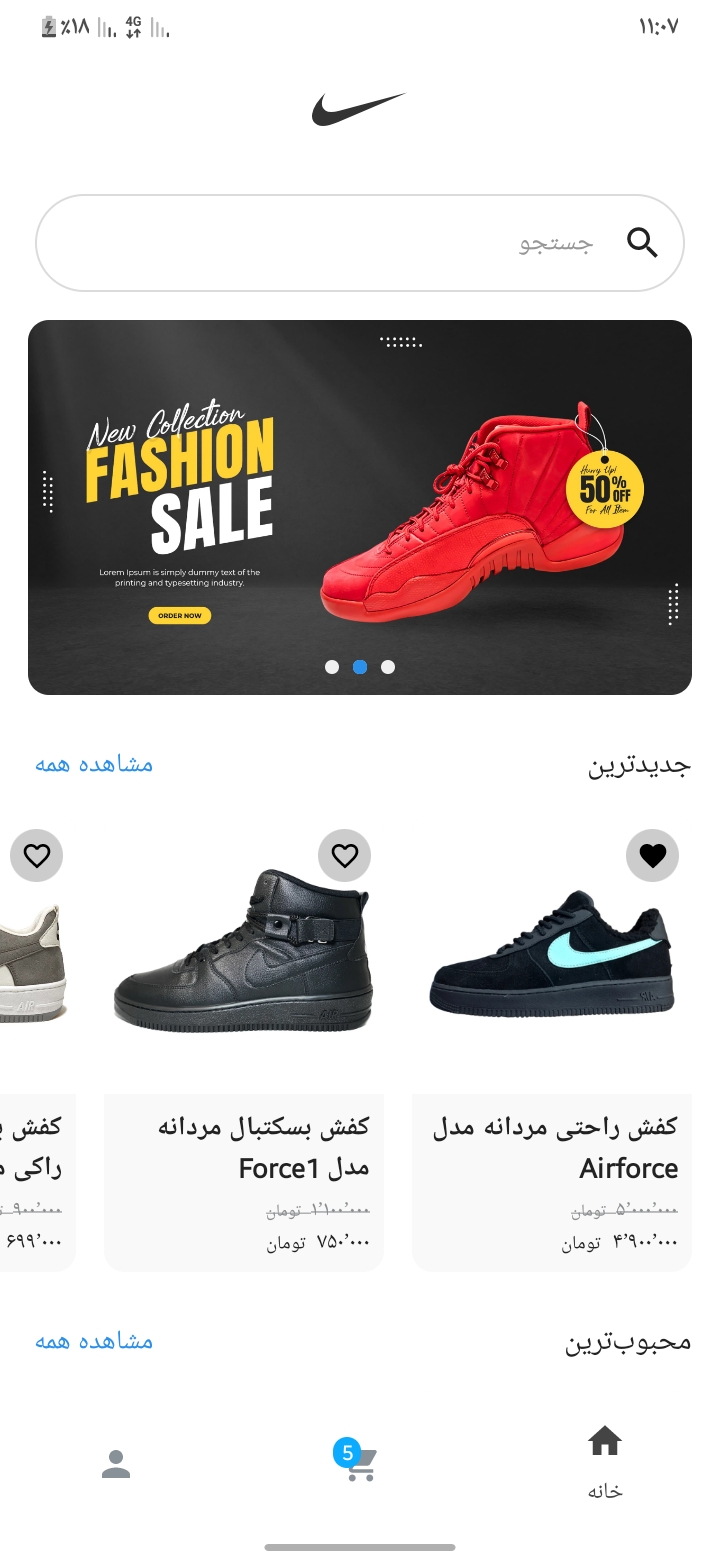 ۱۱:۰۷
٪۱۸
4G
جستجو
New Collection
FASHION
SALE
Lorem Ipsum is simply dummy text of the
printing and typesetting industry.
ORDER NOW
Hurry Up!
50% OFF
For All Item
جدیدترین
مشاهده همه
کفش راحتی مردانه مدل
Airforce
۵٬۰۰۰٬۰۰۰ تومان
۴٬۹۰۰٬۰۰۰ تومان
کفش بسکتبال مردانه
مدل Force1
۱٬۱۰۰٬۰۰۰ تومان
۷۵۰٬۰۰۰ تومان
AIR
کفش
راکی
۹۰۰٬۰۰۰
۶۹۹٬۰۰۰
محبوب‌ترین
مشاهده همه
خانه
5